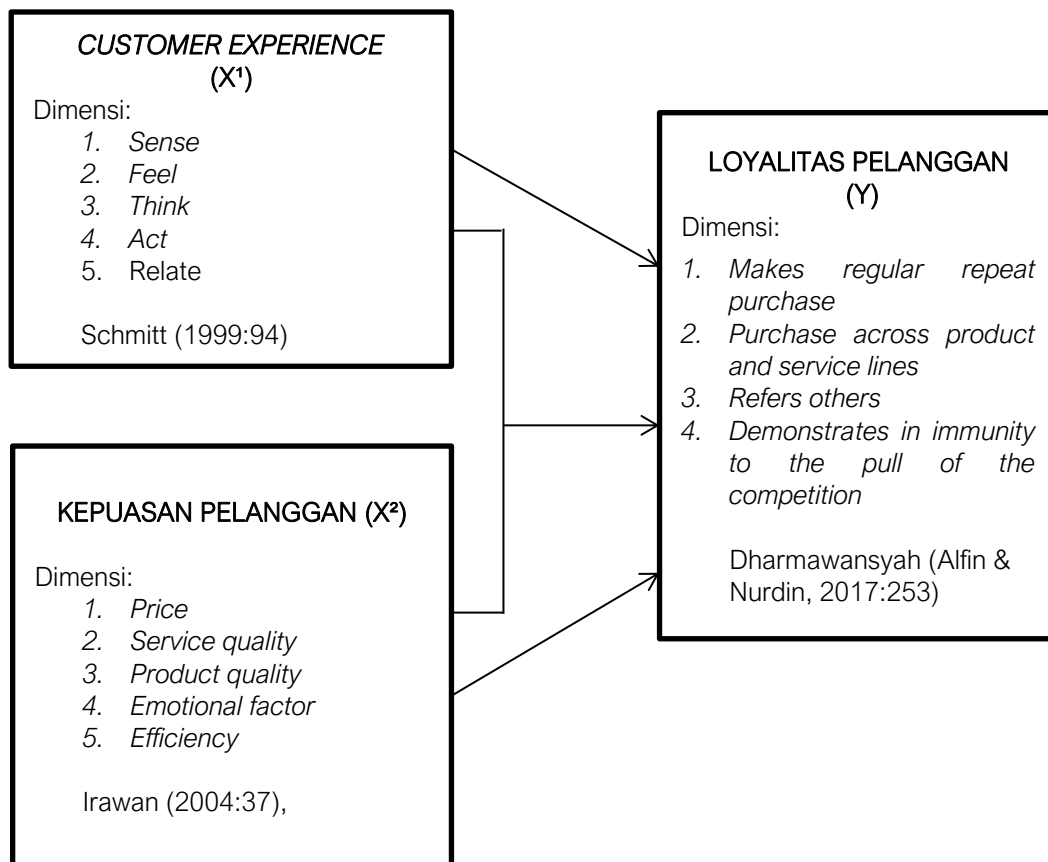 CUSTOMER EXPERIENCE
(X¹)
Dimensi:
1. Sense
2. Feel
3. Think
4. Act
5. Relate
Schmitt (1999:94)
KEPUASAN PELANGGAN (X²)
Dimensi:
1. Price
2. Service quality
3. Product quality
4. Emotional factor
5. Efficiency
Irawan (2004:37),
LOYALITAS PELANGGAN
(Y)
Dimensi:
1. Makes regular repeat
purchase
2. Purchase across product
and service lines
3. Refers others
4. Demonstrates in immunity
to the pull of the
competition
Dharmawansyah (Alfin &
Nurdin, 2017:253)